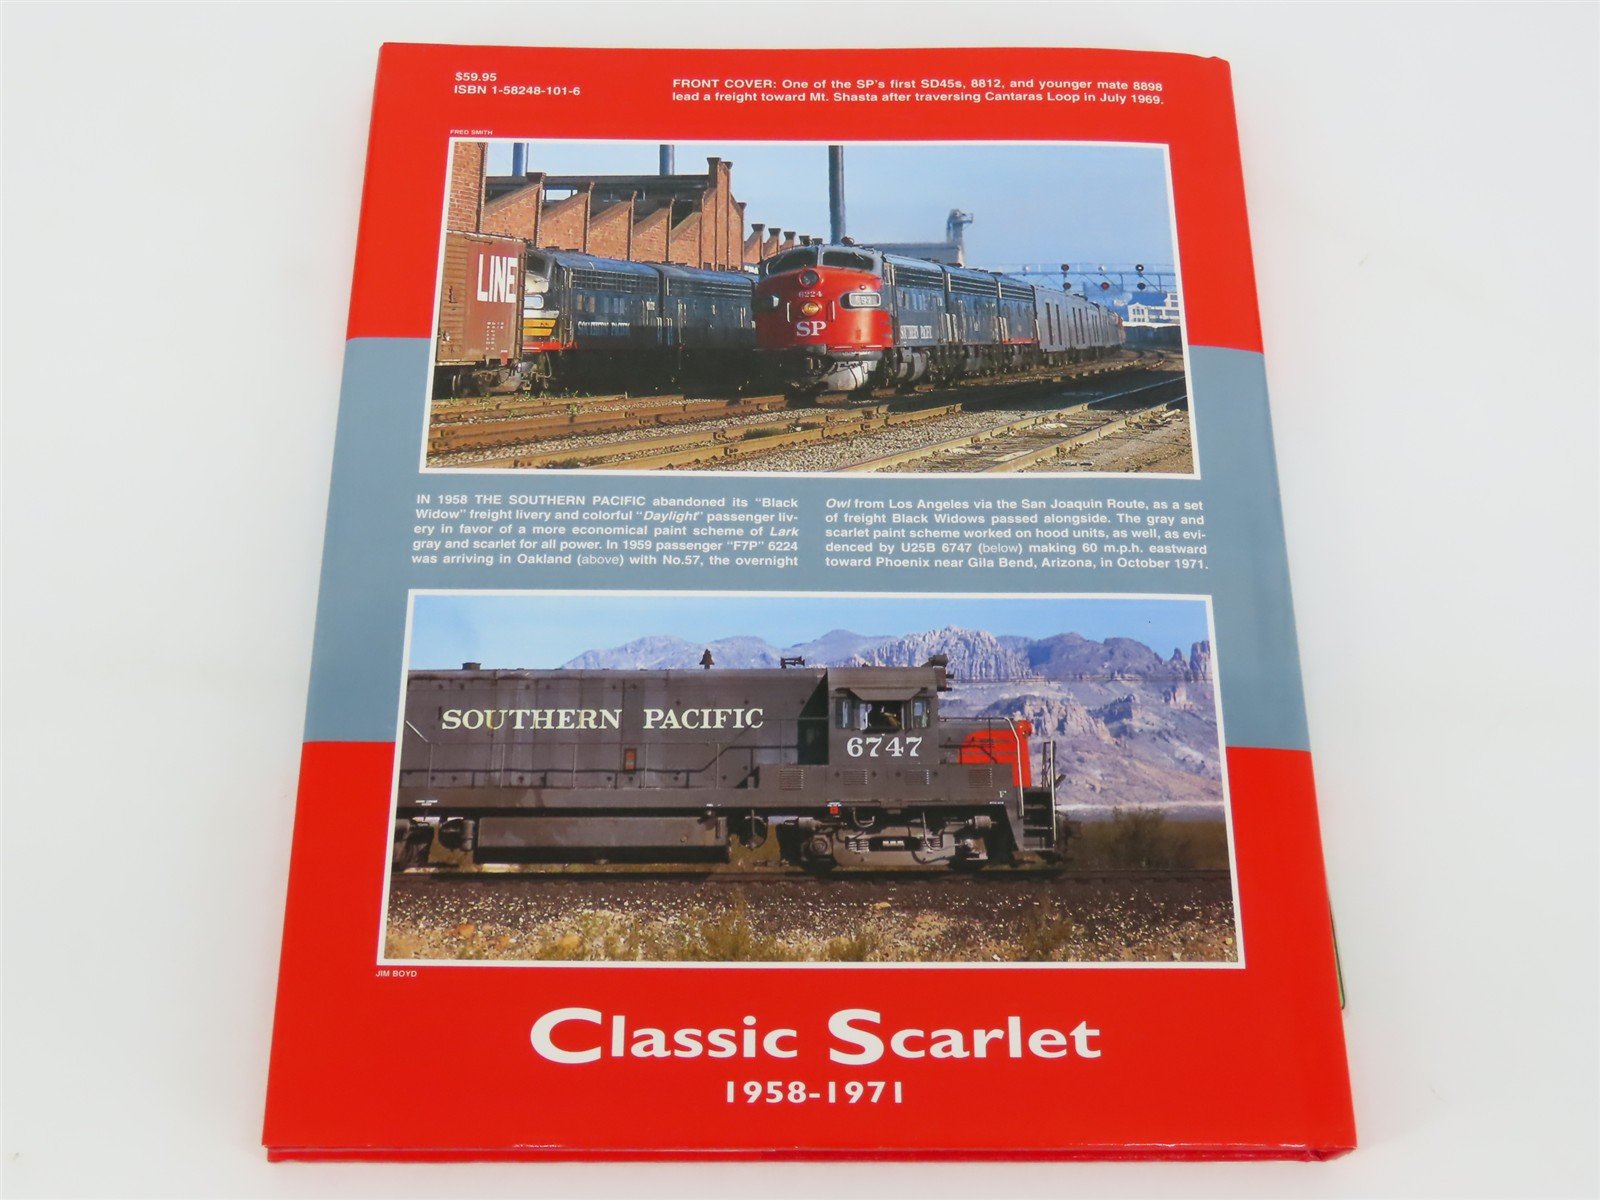 $59.95
ISBN 1-58248-101-6
FRONT COVER: One of the SP's first SD45s, 8812, and younger mate 8898
lead a freight toward Mt. Shasta after traversing Cantaras Loop in July 1969.
FRED SMITH
LINE
SOUTHERN PACIFIC
6224
SP
SOUTHERN PACIFIC
IN 1958 THE SOUTHERN PACIFIC abandoned its "Black
Widow" freight livery and colorful "Daylight" passenger liv-
ery in favor of a more economical paint scheme of Lark
gray and scarlet for all power. In 1959 passenger "F7P" 6224
was arriving in Oakland (above) with No.57, the overnight
Owl from Los Angeles via the San Joaquin Route, as a set
of freight Black Widows passed alongside. The gray and
scarlet paint scheme worked on hood units, as well, as evi-
denced by U25B 6747 (below) making 60 m.p.h. eastward
toward Phoenix near Gila Bend, Arizona, in October 1971.
SOUTHERN PACIFIC
6747
F
JIM BOYD
Classic Scarlet
1958-1971